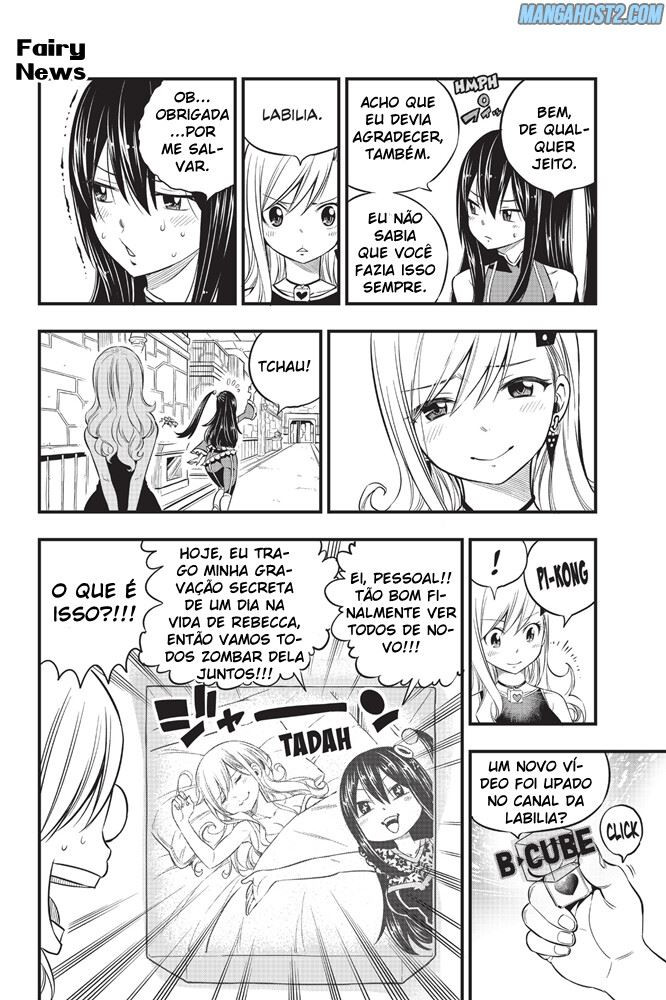 MANGAHOST2.COM
Fairy
News
BEM,
DE QUAL-
QUER
JEITO.
HMPH
ACHO QUE
EU DEVIA
AGRADECER,
TAMBÉM.
EU NÃO
SABIA
QUE VOCÊ
FAZIA ISSO
SEMPRE.
LABILIA.
OB...
OBRIGADA
...POR
ME SAL-
VAR.
TCHAU!
PI-KONG
!
UM NOVO VÍ-
DEO FOI UPADO
NO CANAL DA
LABILIA?
B-CUBE
CLICK
EI, PESSOAL!!
TÃO BOM FI-
NALMENTE VER
TODOS DE NO-
VO!!!
HOJE, EU TRA-
GO MINHA GRA-
VAÇÃO SECRETA
DE UM DIA NA
VIDA DE REBECCA,
ENTÃO VAMOS TO-
DOS ZOMBAR DELA
JUNTOS!!!
ジャーン
TADAH
O QUE É
ISSO?!!!